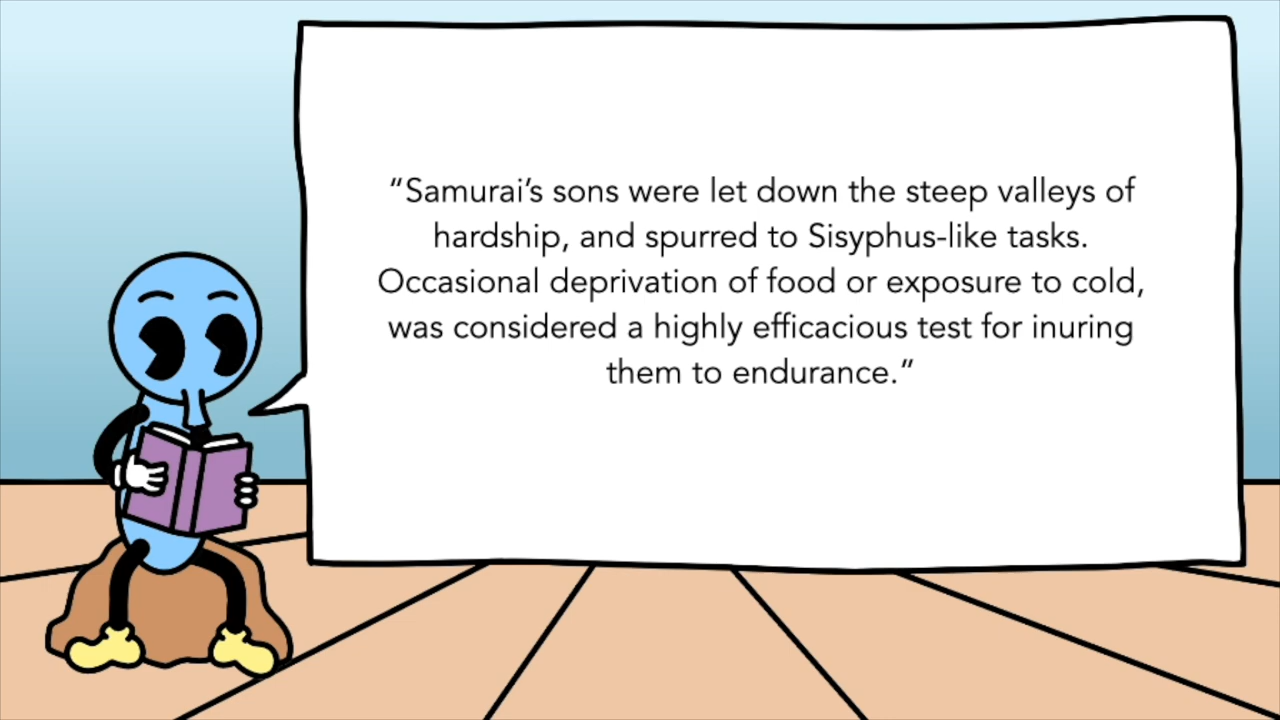 “Samurai’s sons were let down the steep valleys of
hardship, and spurred to Sisyphus-like tasks.
Occasional deprivation of food or exposure to cold,
was considered a highly efficacious test for inuring
them to endurance.”